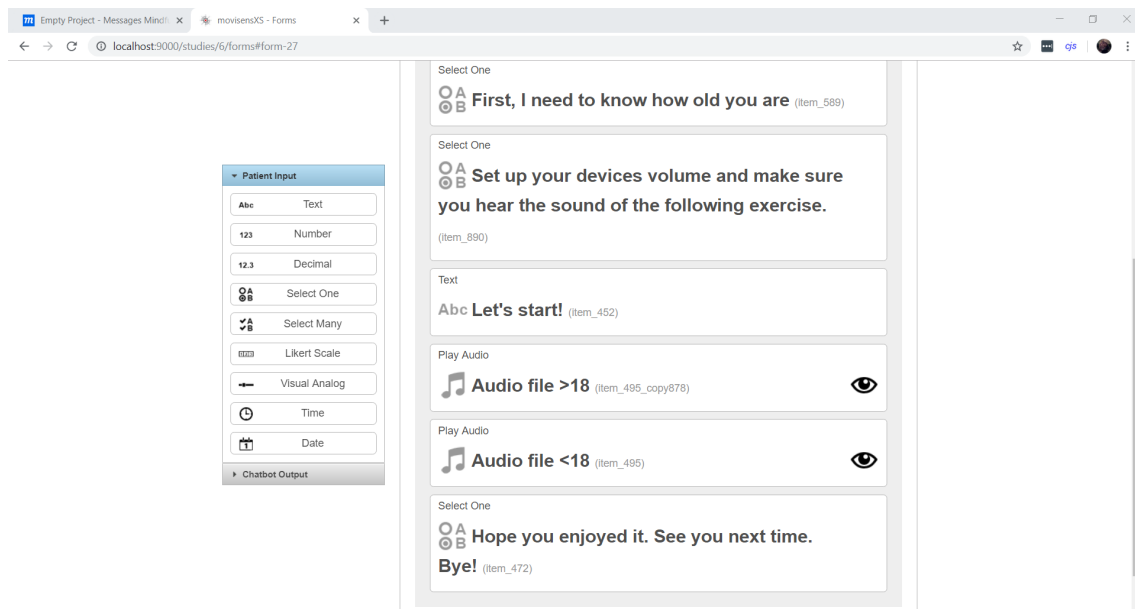 Empty Project - Messages Mindf
movisensXS - Forms
localhost:9000/studies/6/forms#form-27
cjs
Patient Input
Abc Text
123 Number
12.3 Decimal
Select One
Select Many
Likert Scale
Visual Analog
Time
Date
Chatbot Output
Select One
First, I need to know how old you are (item_589)
Select One
Set up your devices volume and make sure
you hear the sound of the following exercise.
(item_890)
Text
Abc Let's start! (item_452)
Play Audio
Audio file >18 (item_495_copy878)
Play Audio
Audio file <18 (item_495)
Select One
Hope you enjoyed it. See you next time.
Bye! (item_472)